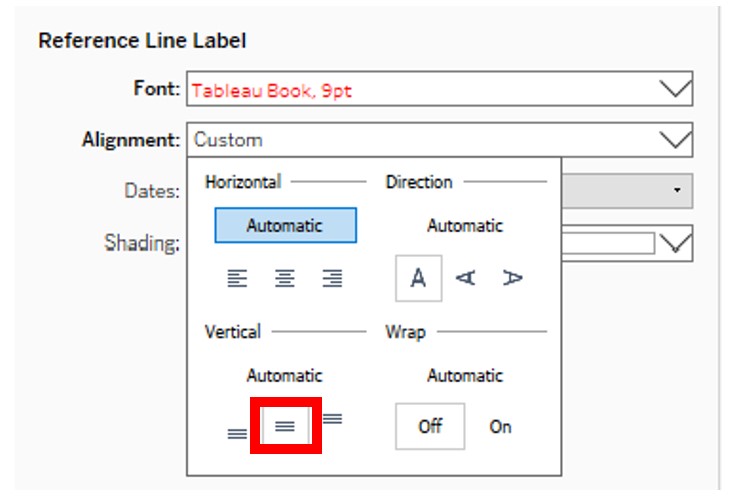 Reference Line Label
Font: Tableau Book, 9pt
Alignment: Custom
Dates:
Shading:
Horizontal
Direction
Automatic
Automatic
A A A
Vertical
Wrap
Automatic
Automatic
Off
On